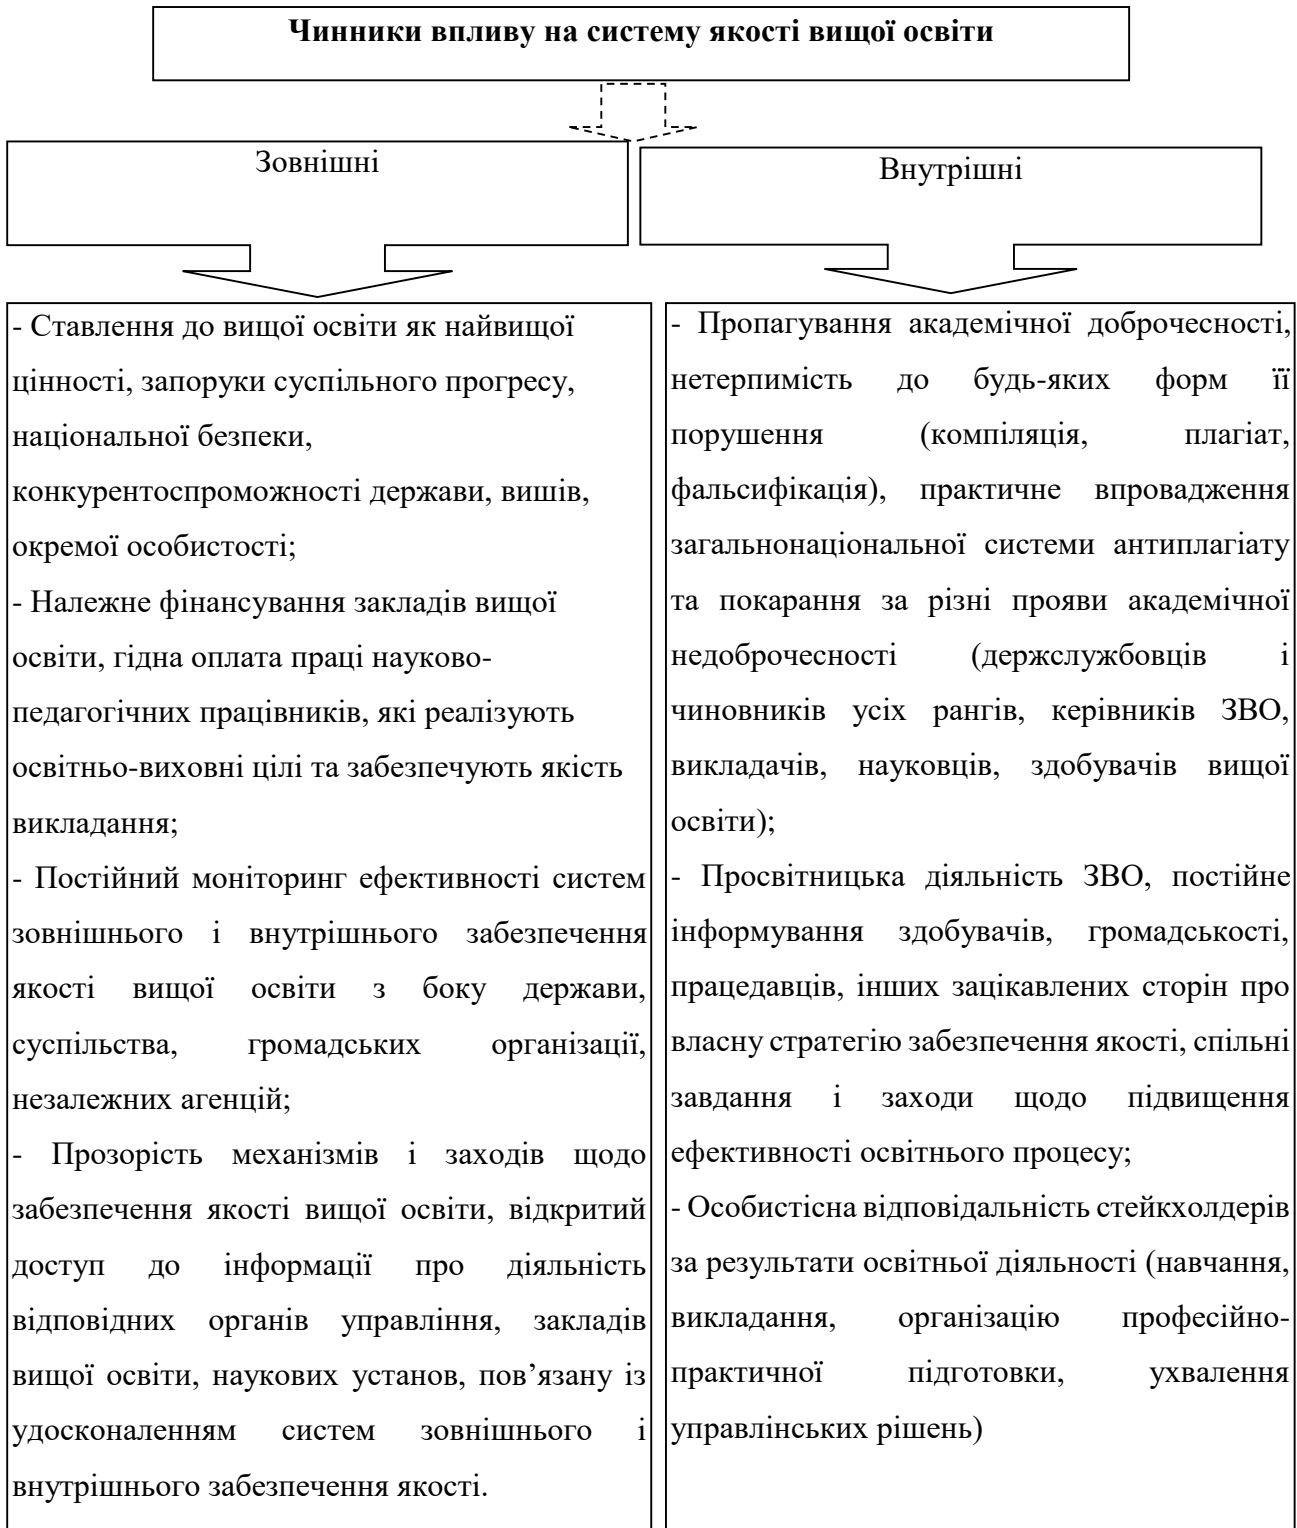 Чинники впливу на систему якості вищої освіти
Зовнішні
Внутрішні
- Ставлення до вищої освіти як найвищої
цінності, запоруки суспільного прогресу,
національної безпеки,
конкурентоспроможності держави, вишів,
окремої особистості;
- Належне фінансування закладів вищої
освіти, гідна оплата праці науково-
педагогічних працівників, які реалізують
освітньо-виховні цілі та забезпечують якість
викладання;
- Постійний моніторинг ефективності систем
зовнішнього і внутрішнього забезпечення
якості вищої освіти з боку держави,
суспільства, громадських організації,
незалежних агенцій;
- Прозорість механізмів і заходів щодо
забезпечення якості вищої освіти, відкритий
доступ до інформації про діяльність
відповідних органів управління, закладів
вищої освіти, наукових установ, пов’язану із
удосконаленням систем зовнішнього і
внутрішнього забезпечення якості.
- Пропагування академічної доброчесності,
нетерпимість до будь-яких форм її
порушення (компіляція, плагіат,
фальсифікація), практичне впровадження
загальнонаціональної системи антиплагіату
та покарання за різні прояви академічної
недоброчесності (держслужбовців і
чиновників усіх рангів, керівників ЗВО,
викладачів, науковців, здобувачів вищої
освіти);
- Просвітницька діяльність ЗВО, постійне
інформування здобувачів, громадськості,
працедавців, інших зацікавлених сторін про
власну стратегію забезпечення якості, спільні
завдання і заходи щодо підвищення
ефективності освітнього процесу;
- Особистісна відповідальність стейкхолдерів
за результати освітньої діяльності (навчання,
викладання, організацію професійно-
практичної підготовки, ухвалення
управлінських рішень)